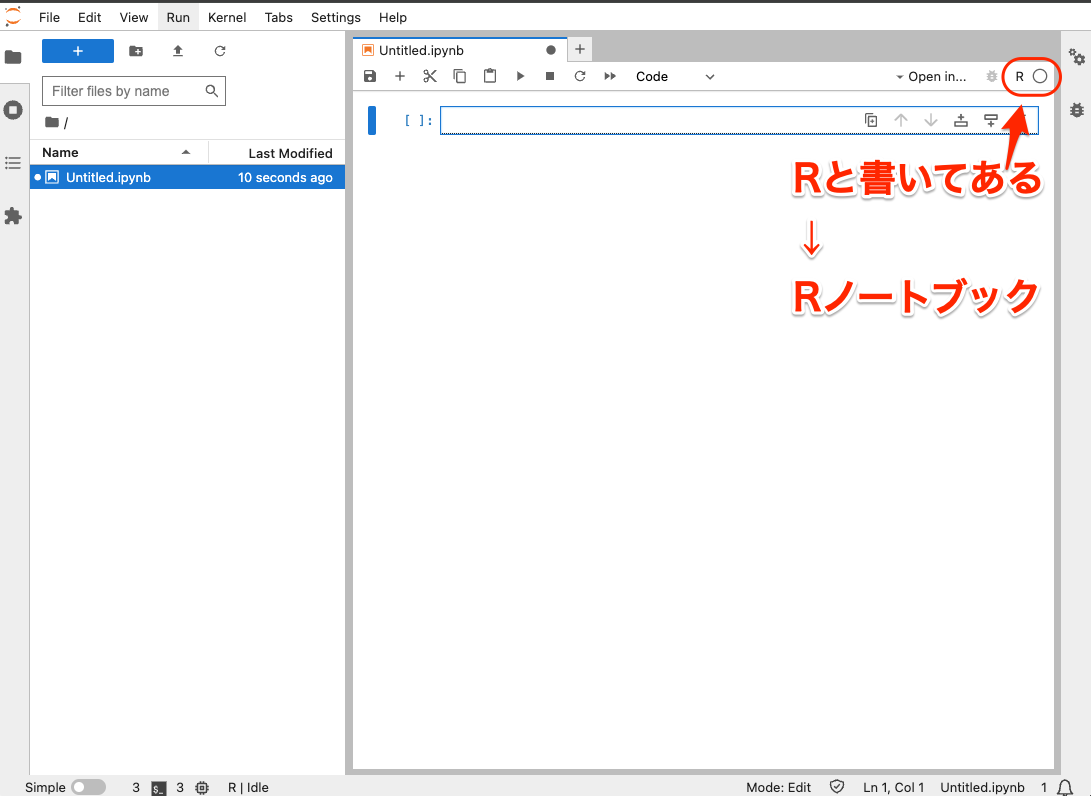 File Edit View Run Kernel Tabs Settings Help
+
Filter files by name
/
Name Last Modified
Untitled.ipynb 10 seconds ago
Untitled.ipynb
+
Code
Open in...
R
[ ]:
Rと書いてある
↓
Rノートブック
Simple 3 $_ 3 R | Idle Mode: Edit Ln 1, Col 1 Untitled.ipynb 1